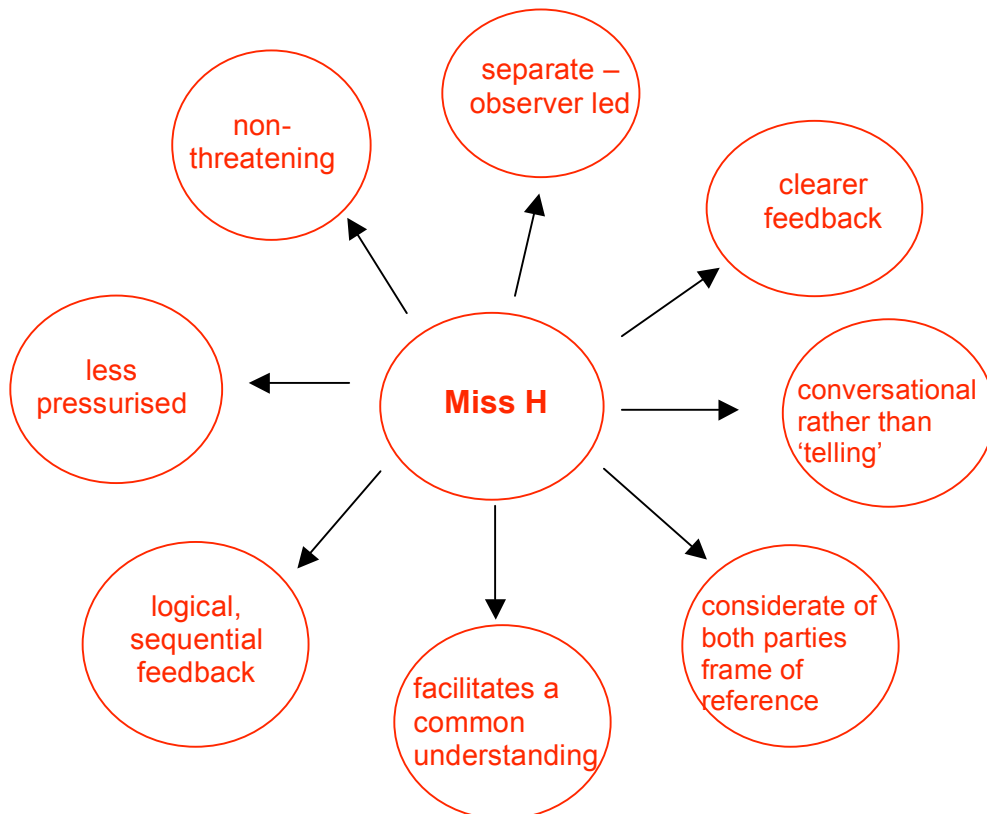 separate –
observer led
non-
threatening
clearer
feedback
less
pressurised
Miss H
conversational
rather than
‘telling’
logical,
sequential
feedback
facilitates a
common
understanding
considerate of
both parties
frame of
reference